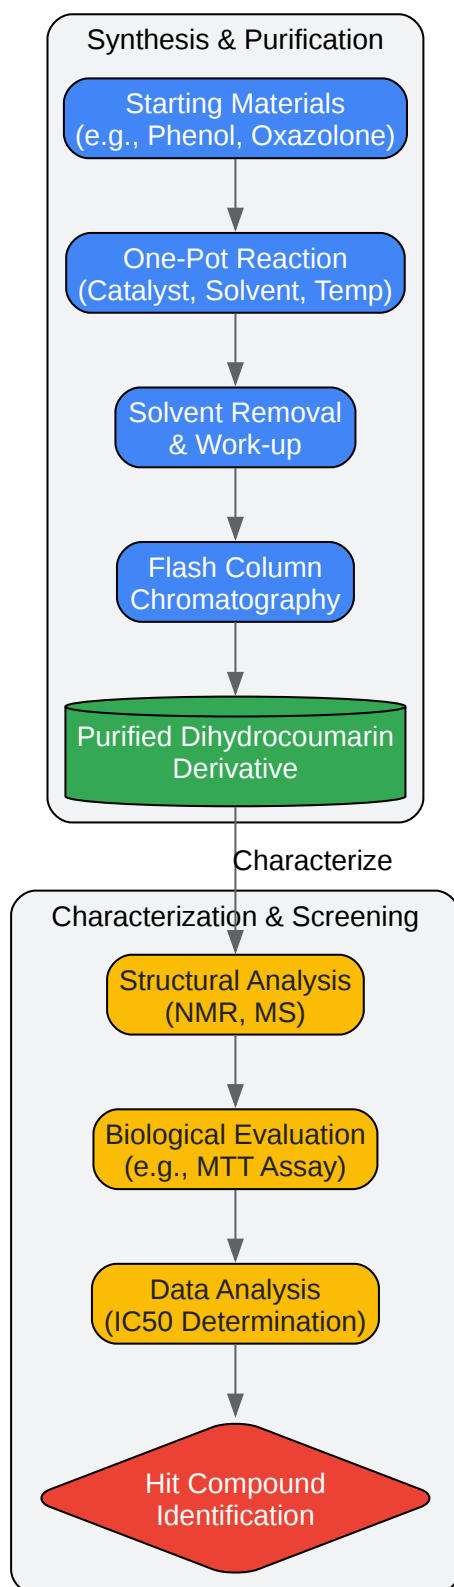 Synthesis & Purification
Starting Materials
(e.g., Phenol, Oxazolone)
One-Pot Reaction
(Catalyst, Solvent, Temp)
Solvent Removal
& Work-up
Flash Column
Chromatography
Purified Dihydrocoumarin
Derivative
Characterize
Characterization & Screening
Structural Analysis
(NMR, MS)
Biological Evaluation
(e.g., MTT Assay)
Data Analysis
(IC50 Determination)
Hit Compound
Identification